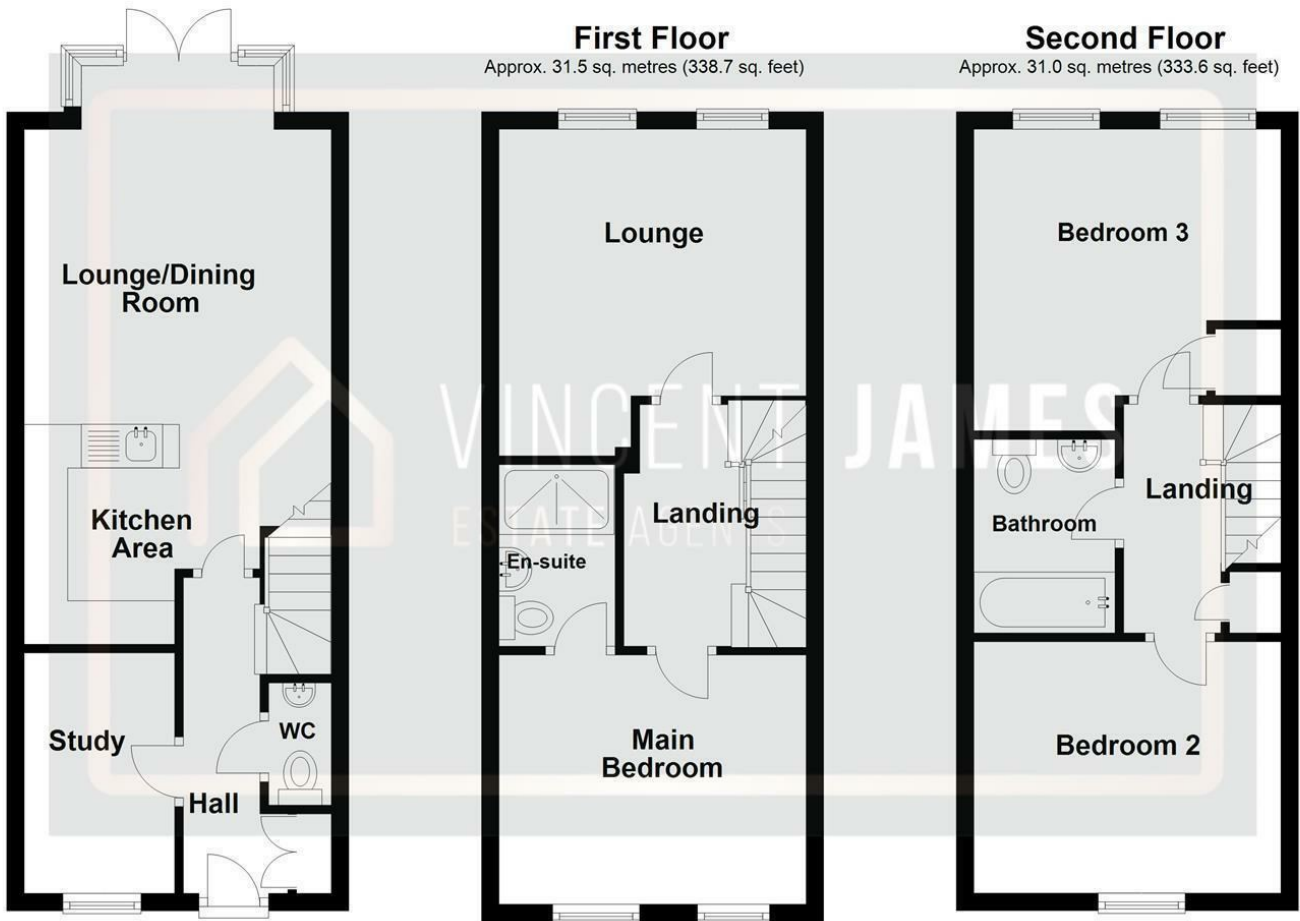 First Floor
Approx. 31.5 sq. metres (338.7 sq. feet)
Second Floor
Approx. 31.0 sq. metres (333.6 sq. feet)
Lounge/Dining
Room
Kitchen
Area
Study
Hall
WC
Lounge
Landing
En-suite
Main
Bedroom
Bedroom 3
Landing
Bathroom
Bedroom 2
VINCENT JAMES
ESTATE AGENTS